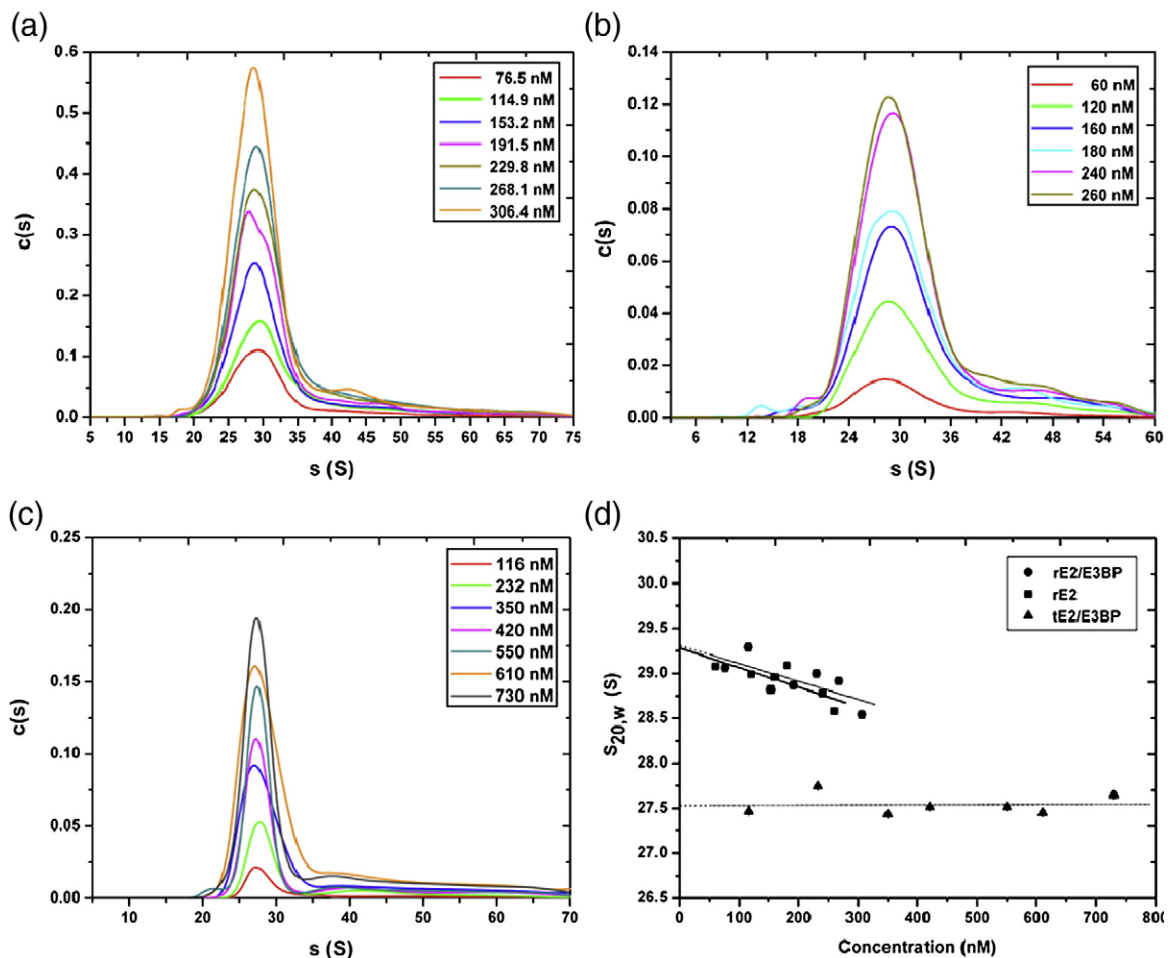 (a)
0.6
0.5
0.4
0.3
0.2
0.1
0.0
c(s)
76.5 nM
114.9 nM
153.2 nM
191.5 nM
229.8 nM
268.1 nM
306.4 nM
5 10 15 20 25 30 35 40 45 50 55 60 65 70 75
s (S)
(b)
0.14
0.12
0.10
0.08
0.06
0.04
0.02
0.00
c(s)
60 nM
120 nM
160 nM
180 nM
240 nM
260 nM
6 12 18 24 30 36 42 48 54 60
s (S)
(c)
0.25
0.20
0.15
0.10
0.05
0.00
c(s)
116 nM
232 nM
350 nM
420 nM
550 nM
610 nM
730 nM
10 20 30 40 50 60 70
s (S)
(d)
30.5
30.0
29.5
29.0
28.5
28.0
27.5
27.0
26.5
S20,w (S)
rE2/E3BP
rE2
tE2/E3BP
0 100 200 300 400 500 600 700 800
Concentration (nM)